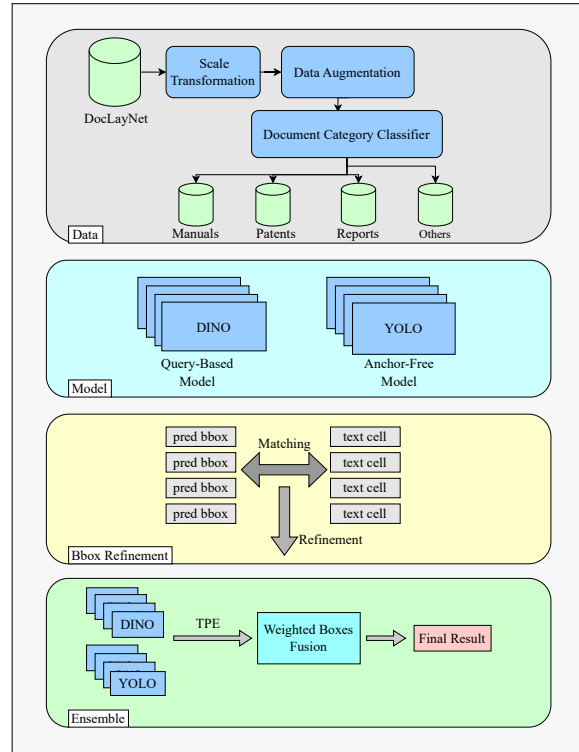 Scale
Transformation
Data Augmentation
DocLayNet
Document Category Classifier
Manuals
Patents
Reports
Others
Data
DINO
YOLO
Query-Based
Model
Anchor-Free
Model
Model
pred bbox
text cell
Matching
pred bbox
text cell
pred bbox
text cell
pred bbox
text cell
Refinement
Bbox Refinement
DINO
TPE
Weighted Boxes
Fusion
Final Result
YOLO
Ensemble